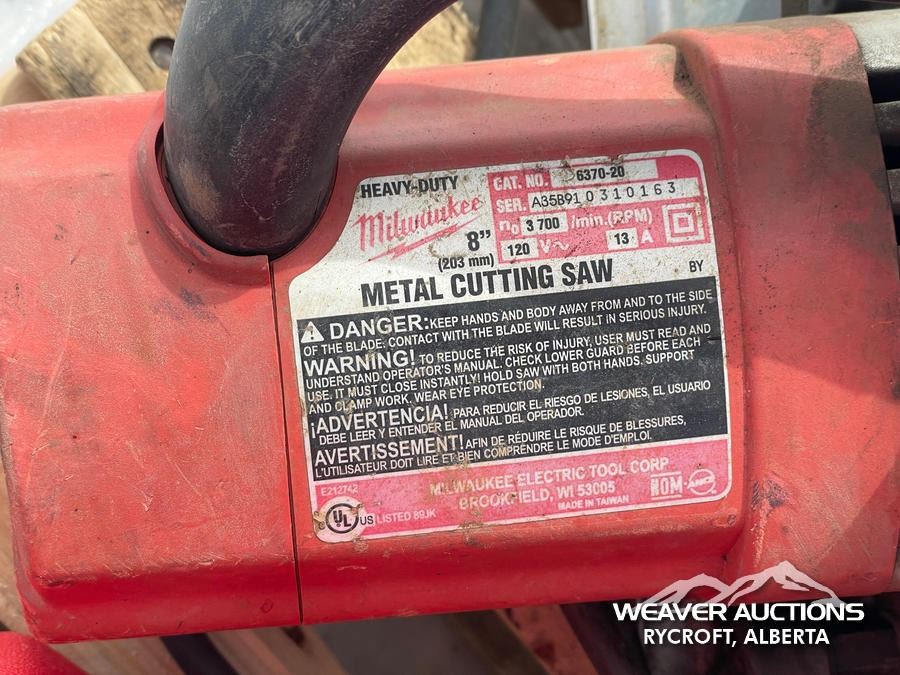 HEAVY-DUTY
Milwaukee
8"
(203 mm)
CAT. NO. 6370-20
SER. A35B910310163
n0 3 700 /min.(RPM)
120 V~ 13 A
METAL CUTTING SAW BY
DANGER: KEEP HANDS AND BODY AWAY FROM AND TO THE SIDE
OF THE BLADE. CONTACT WITH THE BLADE WILL RESULT IN SERIOUS INJURY.
WARNING! TO REDUCE THE RISK OF INJURY, USER MUST READ AND
UNDERSTAND OPERATOR'S MANUAL. CHECK LOWER GUARD BEFORE EACH
USE. IT MUST CLOSE INSTANTLY! HOLD SAW WITH BOTH HANDS. SUPPORT
AND CLAMP WORK. WEAR EYE PROTECTION.
¡ADVERTENCIA! PARA REDUCIR EL RIESGO DE LESIONES, EL USUARIO
DEBE LEER Y ENTENDER EL MANUAL DEL OPERADOR.
AVERTISSEMENT! AFIN DE RÉDUIRE LE RISQUE DE BLESSURES,
L'UTILISATEUR DOIT LIRE ET BIEN COMPRENDRE LE MODE D'EMPLOI.
E212742
C UL US LISTED 89JK
MILWAUKEE ELECTRIC TOOL CORP
BROOKFIELD, WI 53005
MADE IN TAIWAN
NOM-ANCE
WEAVER AUCTIONS
RYCROFT, ALBERTA